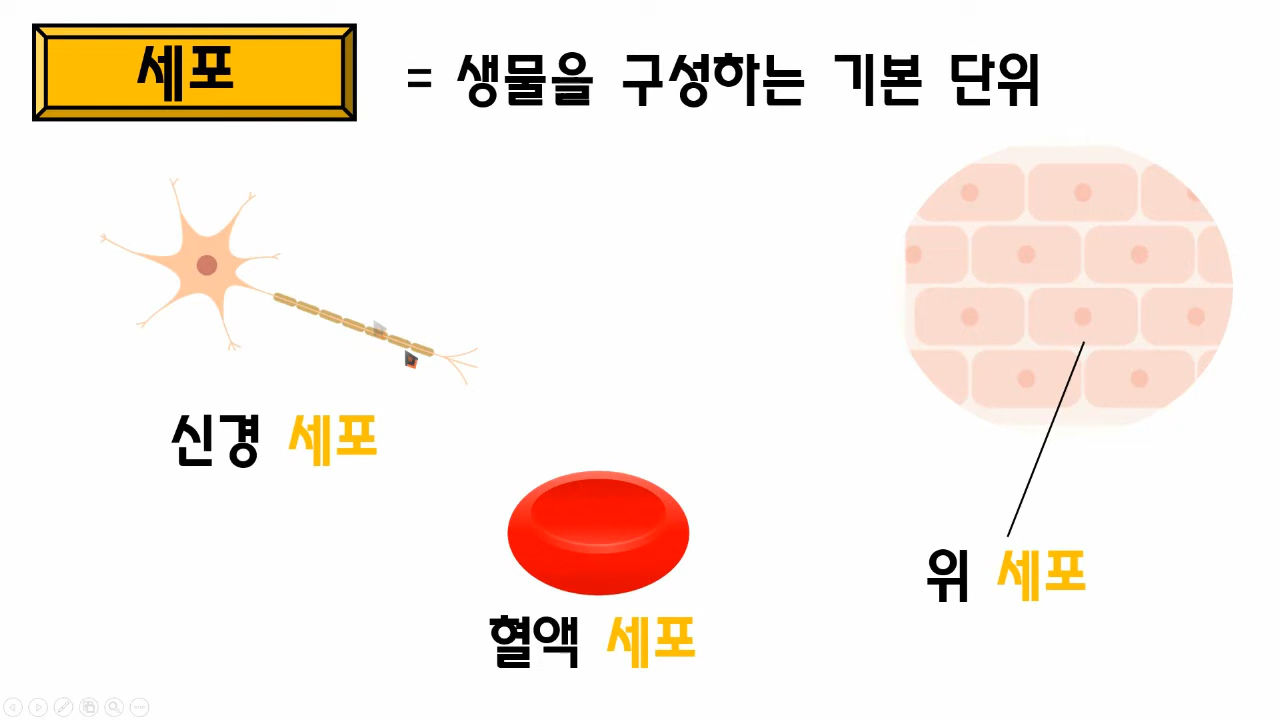 세포
= 생물을 구성하는 기본 단위
신경 세포
혈액 세포
위 세포